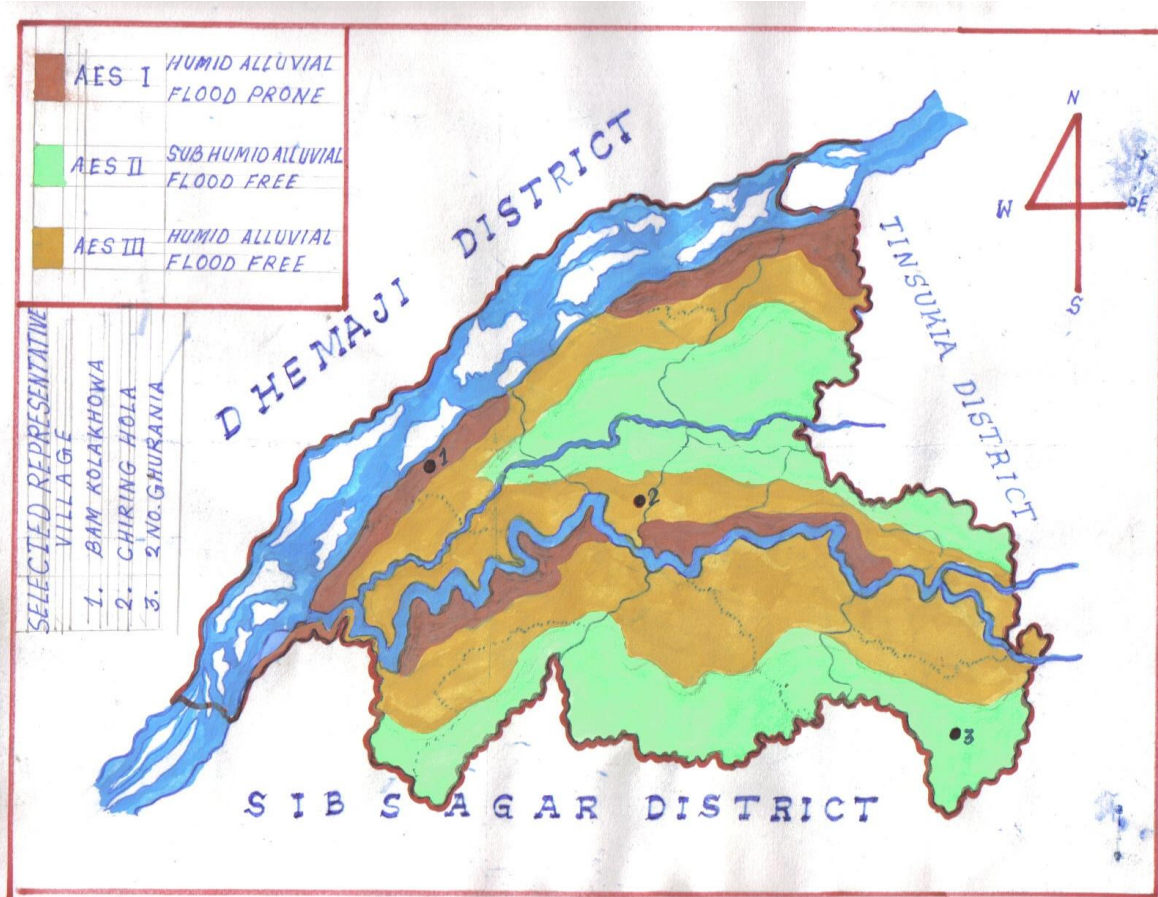 AES I HUMID ALLUVIAL
FLOOD PRONE
AES II SUB HUMID ALLUVIAL
FLOOD FREE
AES III HUMID ALLUVIAL
FLOOD FREE
SELECTED REPRESENTATIVE
VILLAGE
1. BAM KOLAKHOWA
2. CHIRING HOLA
3. 2 NO. GHURANIA
DHEMAJI DISTRICT
TINSUKIA DISTRICT
N
W E
S
1
2
3
SIBSAGAR DISTRICT